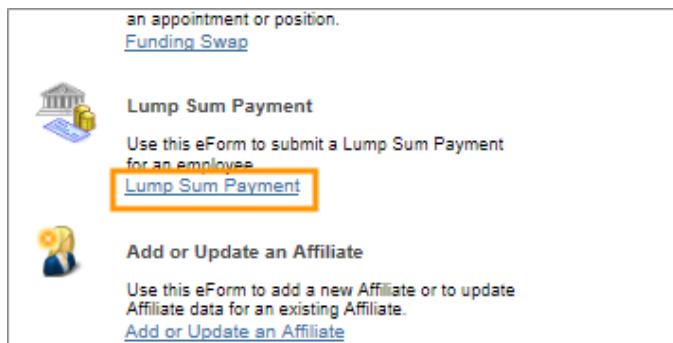 an appointment or position.
Funding Swap
Lump Sum Payment
Use this eForm to submit a Lump Sum Payment
for an employee.
Lump Sum Payment
Add or Update an Affiliate
Use this eForm to add a new Affiliate or to update
Affiliate data for an existing Affiliate.
Add or Update an Affiliate